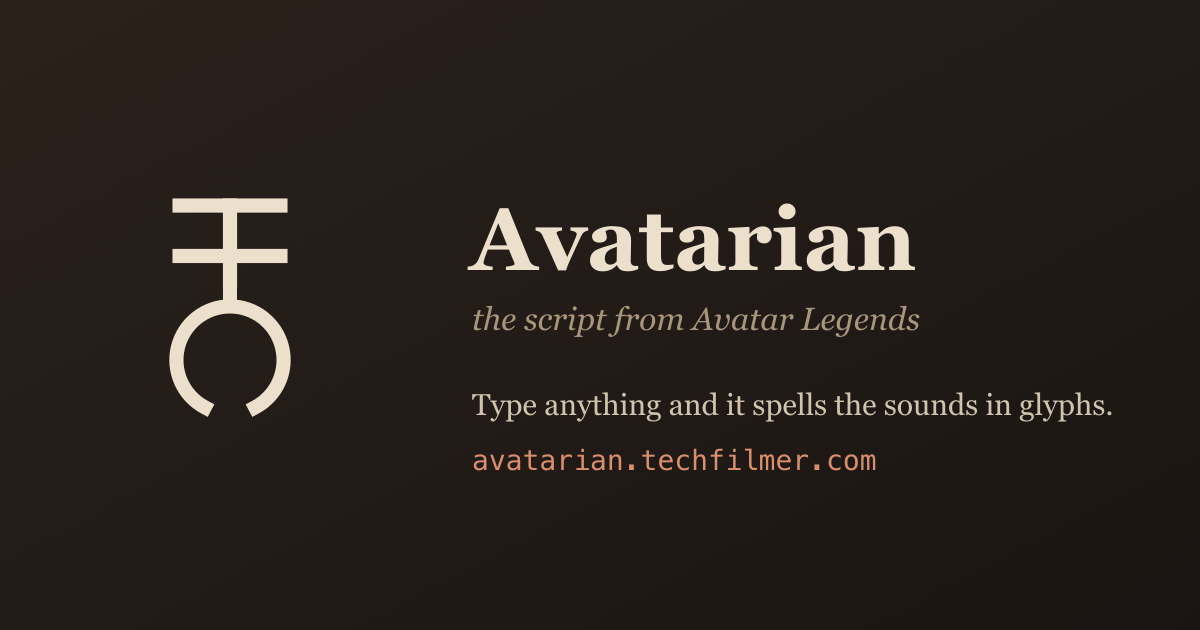 Avatarian
the script from Avatar Legends
Type anything and it spells the sounds in glyphs.
avatarian.techfilmer.com